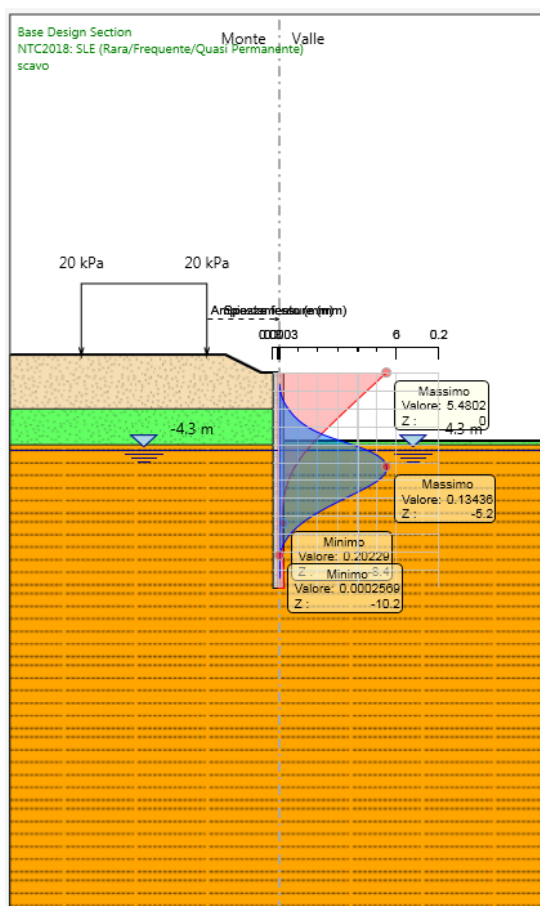 Base Design Section
NTC2018: SLE (Rara/Frequente/Quasi Permanente)
scavo
Monte
Valle
20 kPa
20 kPa
6
0.2
Massimo
Valore: 5.4802
Z : 0
-4.3 m
-4.3 m
Massimo
Valore: 0.13436
Z : -5.2
Minimo
Valore: 0.20229
Z : -8.4
Minimo
Valore: 0.0002569
Z : -10.2